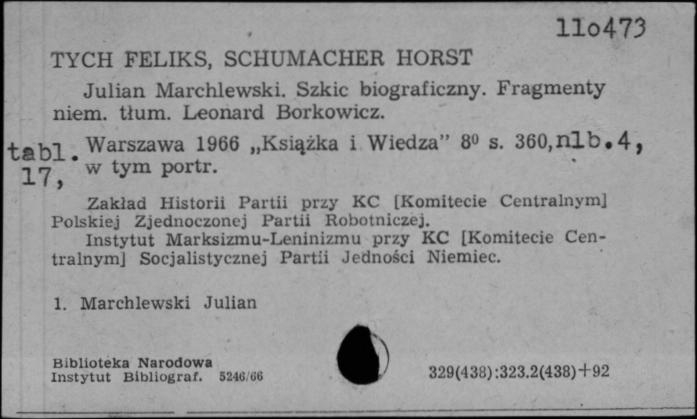 11o473
TYCH FELIKS, SCHUMACHER HORST
Julian Marchlewski. Szkic biograficzny. Fragmenty
niem. tłum. Leonard Borkowicz.
Warszawa 1966 „Książka i Wiedza” 8⁰ s. 360,nlb.4,
tabl.
17, w tym portr.
Zakład Historii Partii przy KC [Komitecie Centralnym]
Polskiej Zjednoczonej Partii Robotniczej.
Instytut Marksizmu-Leninizmu przy KC [Komitecie Cen-
tralnym] Socjalistycznej Partii Jedności Niemiec.
1. Marchlewski Julian
Biblioteka Narodowa
Instytut Bibliograf. 5246/66
329(438):323.2(438)+92